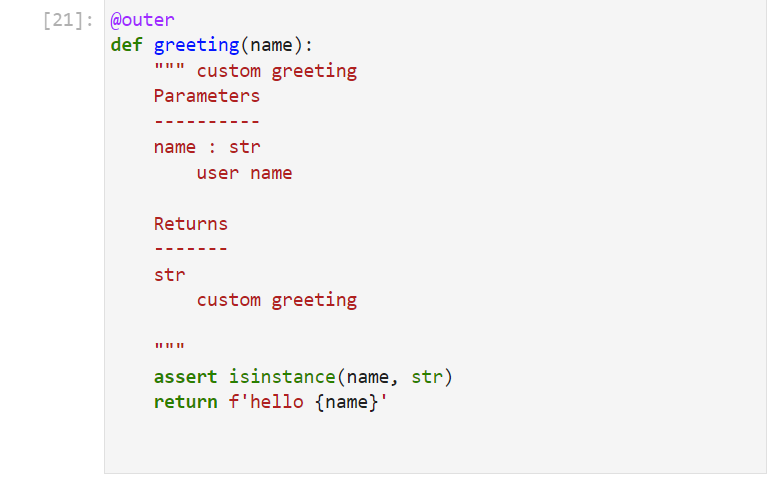 [21]: @outer
def greeting(name):
    """ custom greeting
    Parameters
    ----------
    name : str
        user name

    Returns
    -------
    str
        custom greeting

    """
    assert isinstance(name, str)
    return f'hello {name}'